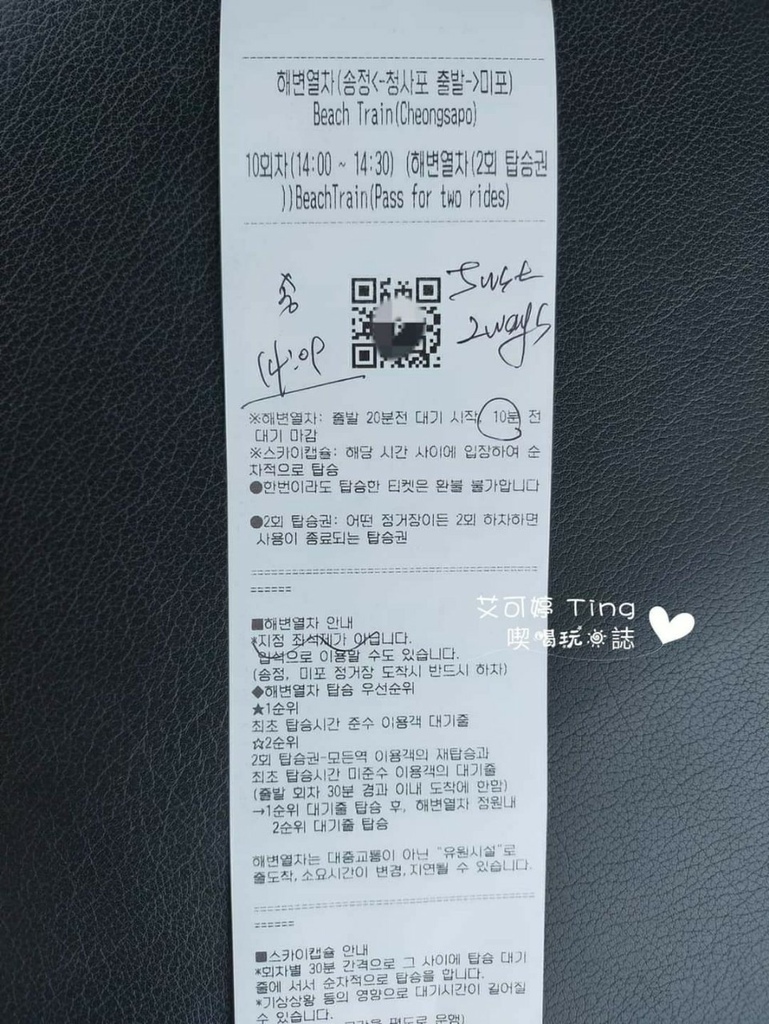 해변열차(송정<-청사포 출발->미포)
Beach Train(Cheongsapo)
10회차(14:00 ~ 14:30) (해변열차(2회 탑승권
))BeachTrain(Pass for two rides)
송
14:09
Just
2ways
※해변열차: 출발 20분전 대기 시작, 10분 전
대기 마감
※스카이캡슐: 해당 시간 사이에 입장하여 순
차적으로 탑승
●한번이라도 탑승한 티켓은 환불 불가합니다
●2회 탑승권: 어떤 정거장이든 2회 하차하면
사용이 종료되는 탑승권
■해변열차 안내
*지정 좌석제가 아닙니다.
입석으로 이용할 수도 있습니다.
(송정, 미포 정거장 도착시 반드시 하차)
◆해변열차 탑승 우선순위
★1순위
최초 탑승시간 준수 이용객 대기줄
☆2순위
2회 탑승권-모든역 이용객의 재탑승과
최초 탑승시간 미준수 이용객의 대기줄
(출발 회차 30분 경과 이내 도착에 한함)
→1순위 대기줄 탑승 후, 해변열차 정원내
2순위 대기줄 탑승
해변열차는 대중교통이 아닌 "유원시설"로
출도착,소요시간이 변경,지연될 수 있습니다.
■스카이캡슐 안내
*회차별 30분 간격으로 그 사이에 탑승 대기
줄에 서서 순차적으로 탑승을 합니다.
*기상상황 등의 영향으로 대기시간이 길어질
수 있습니다.
편도로 운행)
艾可婷 Ting
喫喝玩樂誌